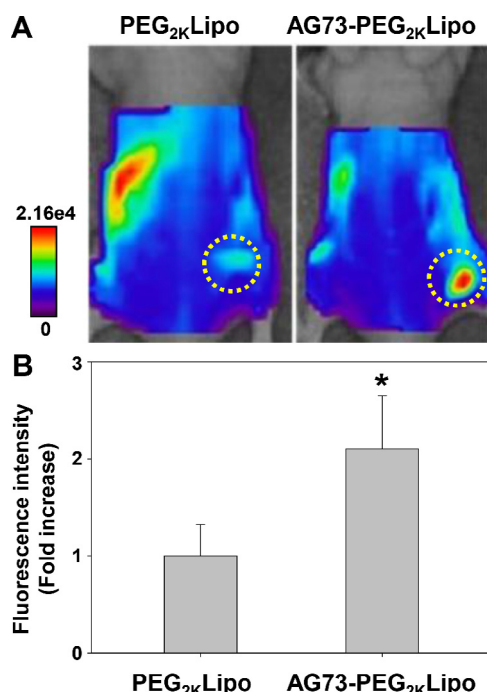 A
PEG2KLipo
AG73-PEG2KLipo
2.16e4
0
B
Fluorescence intensity
(Fold increase)
3
2
1
0
*
PEG2KLipo
AG73-PEG2KLipo